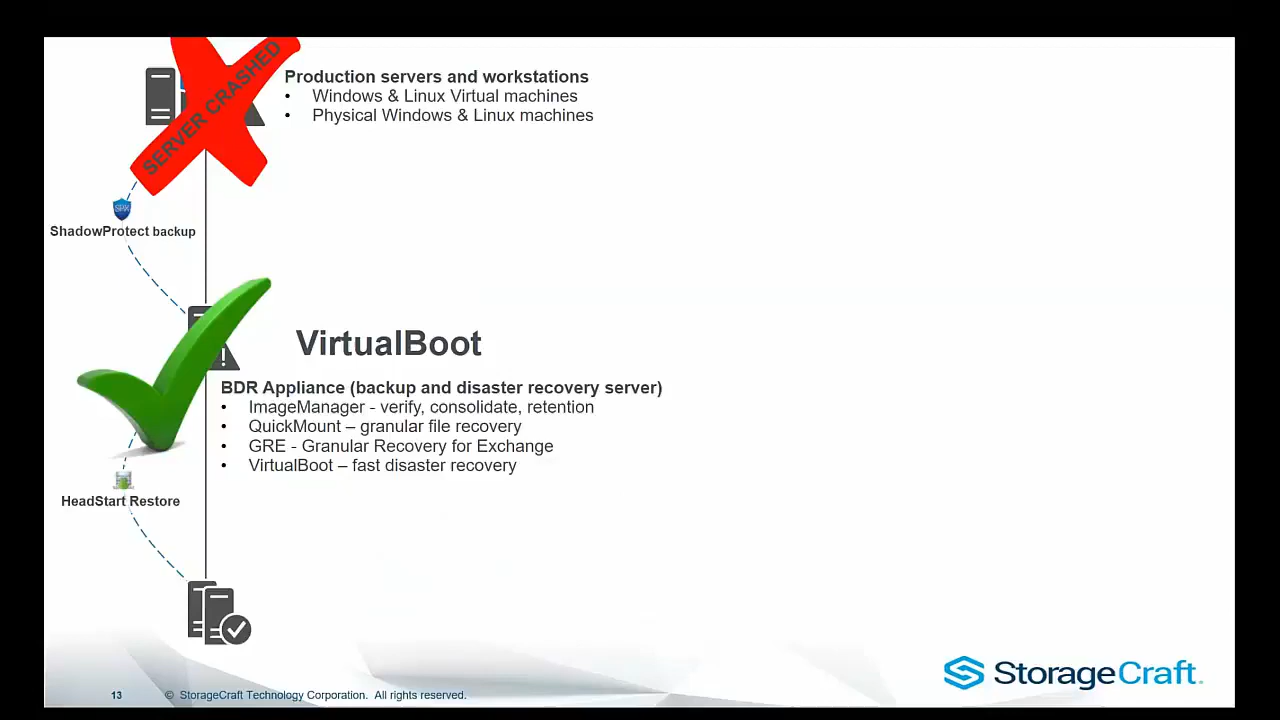 SERVER CRASHED
Production servers and workstations
• Windows & Linux Virtual machines
• Physical Windows & Linux machines
SPX
ShadowProtect backup
VirtualBoot
BDR Appliance (backup and disaster recovery server)
• ImageManager - verify, consolidate, retention
• QuickMount – granular file recovery
• GRE - Granular Recovery for Exchange
• VirtualBoot – fast disaster recovery
HeadStart Restore
StorageCraft
13 © StorageCraft Technology Corporation. All rights reserved.